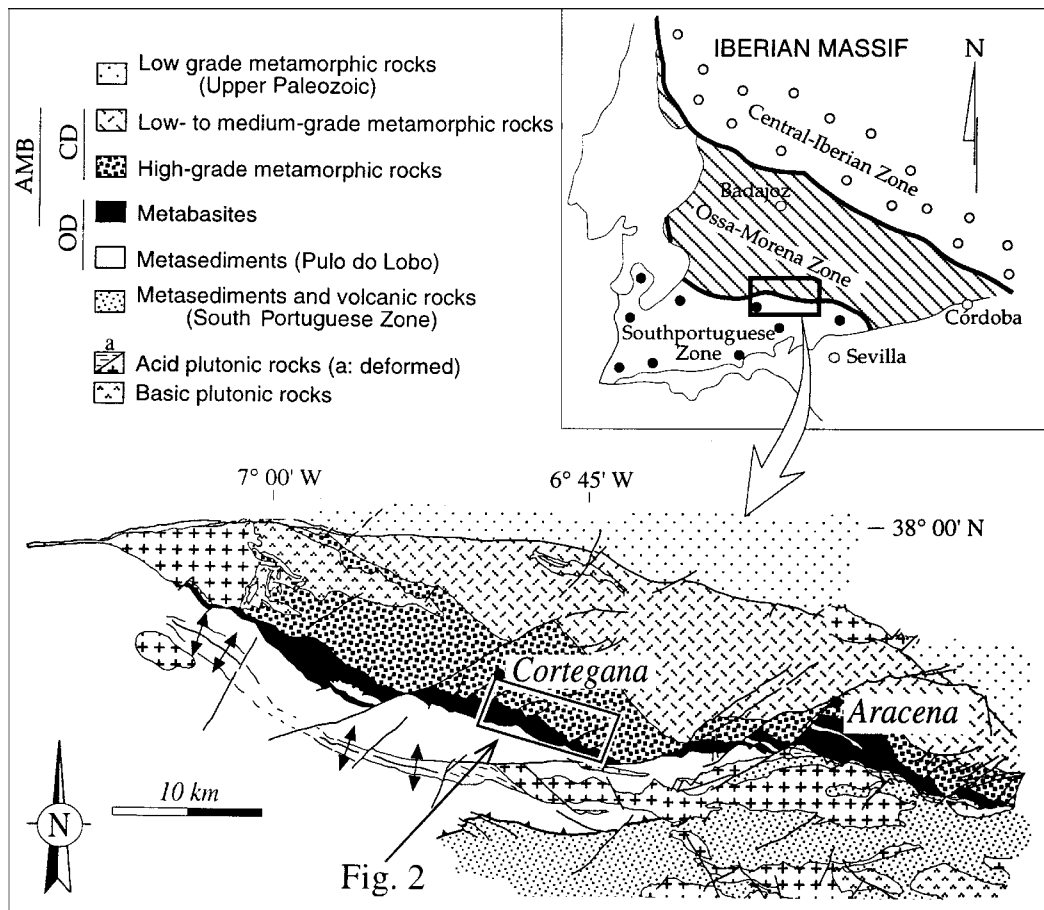 Low grade metamorphic rocks
(Upper Paleozoic)
AMB
CD
Low- to medium-grade metamorphic rocks
High-grade metamorphic rocks
OD
Metabasites
Metasediments (Pulo do Lobo)
Metasediments and volcanic rocks
(South Portuguese Zone)
a
Acid plutonic rocks (a: deformed)
Basic plutonic rocks
IBERIAN MASSIF
N
Central-Iberian Zone
Badajoz
Ossa-Morena Zone
Southportuguese
Zone
Córdoba
Sevilla
7° 00' W
6° 45' W
38° 00' N
Cortegana
Aracena
10 km
N
Fig. 2